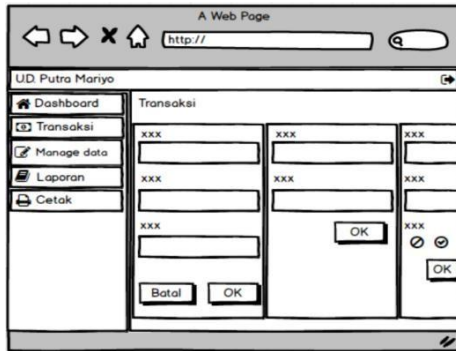 A Web Page
http://
U.D. Putra Mariyo
Dashboard
Transaksi
Manage data
Laporan
Cetak
Transaksi
xxx
xxx
xxx
Batal OK
xxx
xxx
OK
xxx
xxx
OK